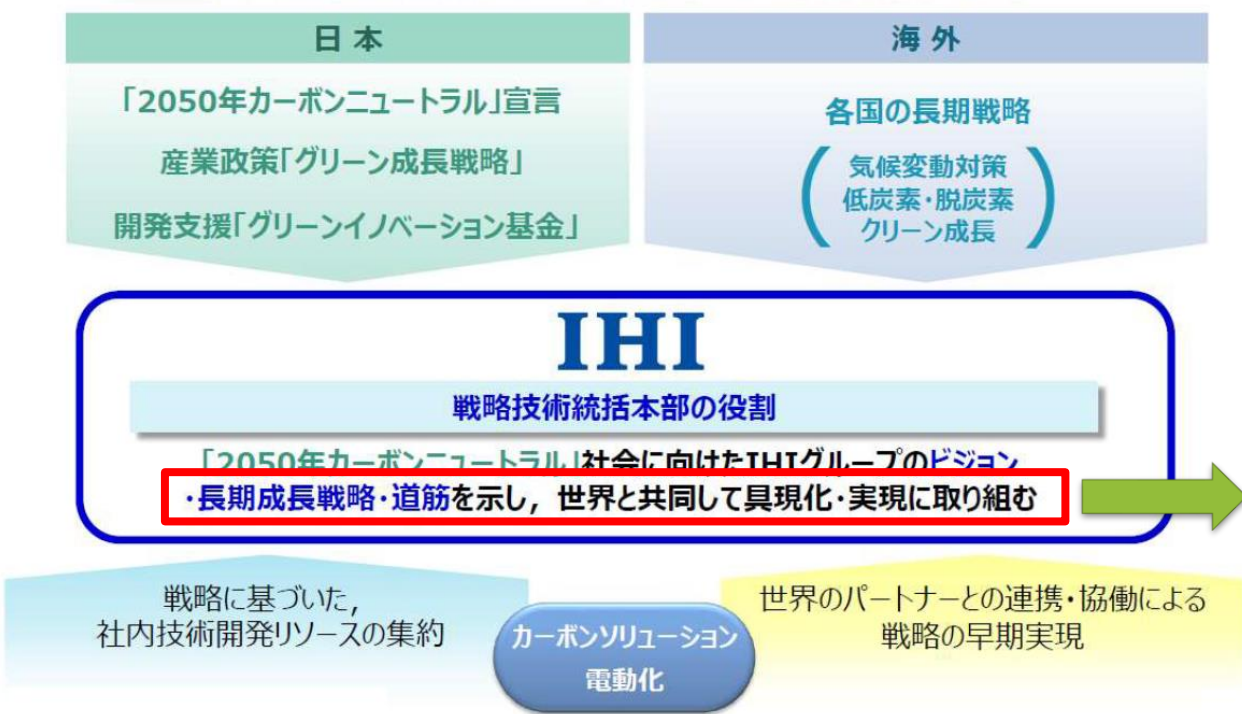 日本
「2050年カーボンニュートラル」宣言
産業政策「グリーン成長戦略」
開発支援「グリーンイノベーション基金」
海外
各国の長期戦略
気候変動対策
低炭素・脱炭素
クリーン成長
IHI
戦略技術統括本部の役割
「2050年カーボンニュートラル」社会に向けたIHIグループのビジョン
・長期成長戦略・道筋を示し，世界と共同して具現化・実現に取り組む
戦略に基づいた，
社内技術開発リソースの集約
カーボンソリューション
電動化
世界のパートナーとの連携・協働による
戦略の早期実現